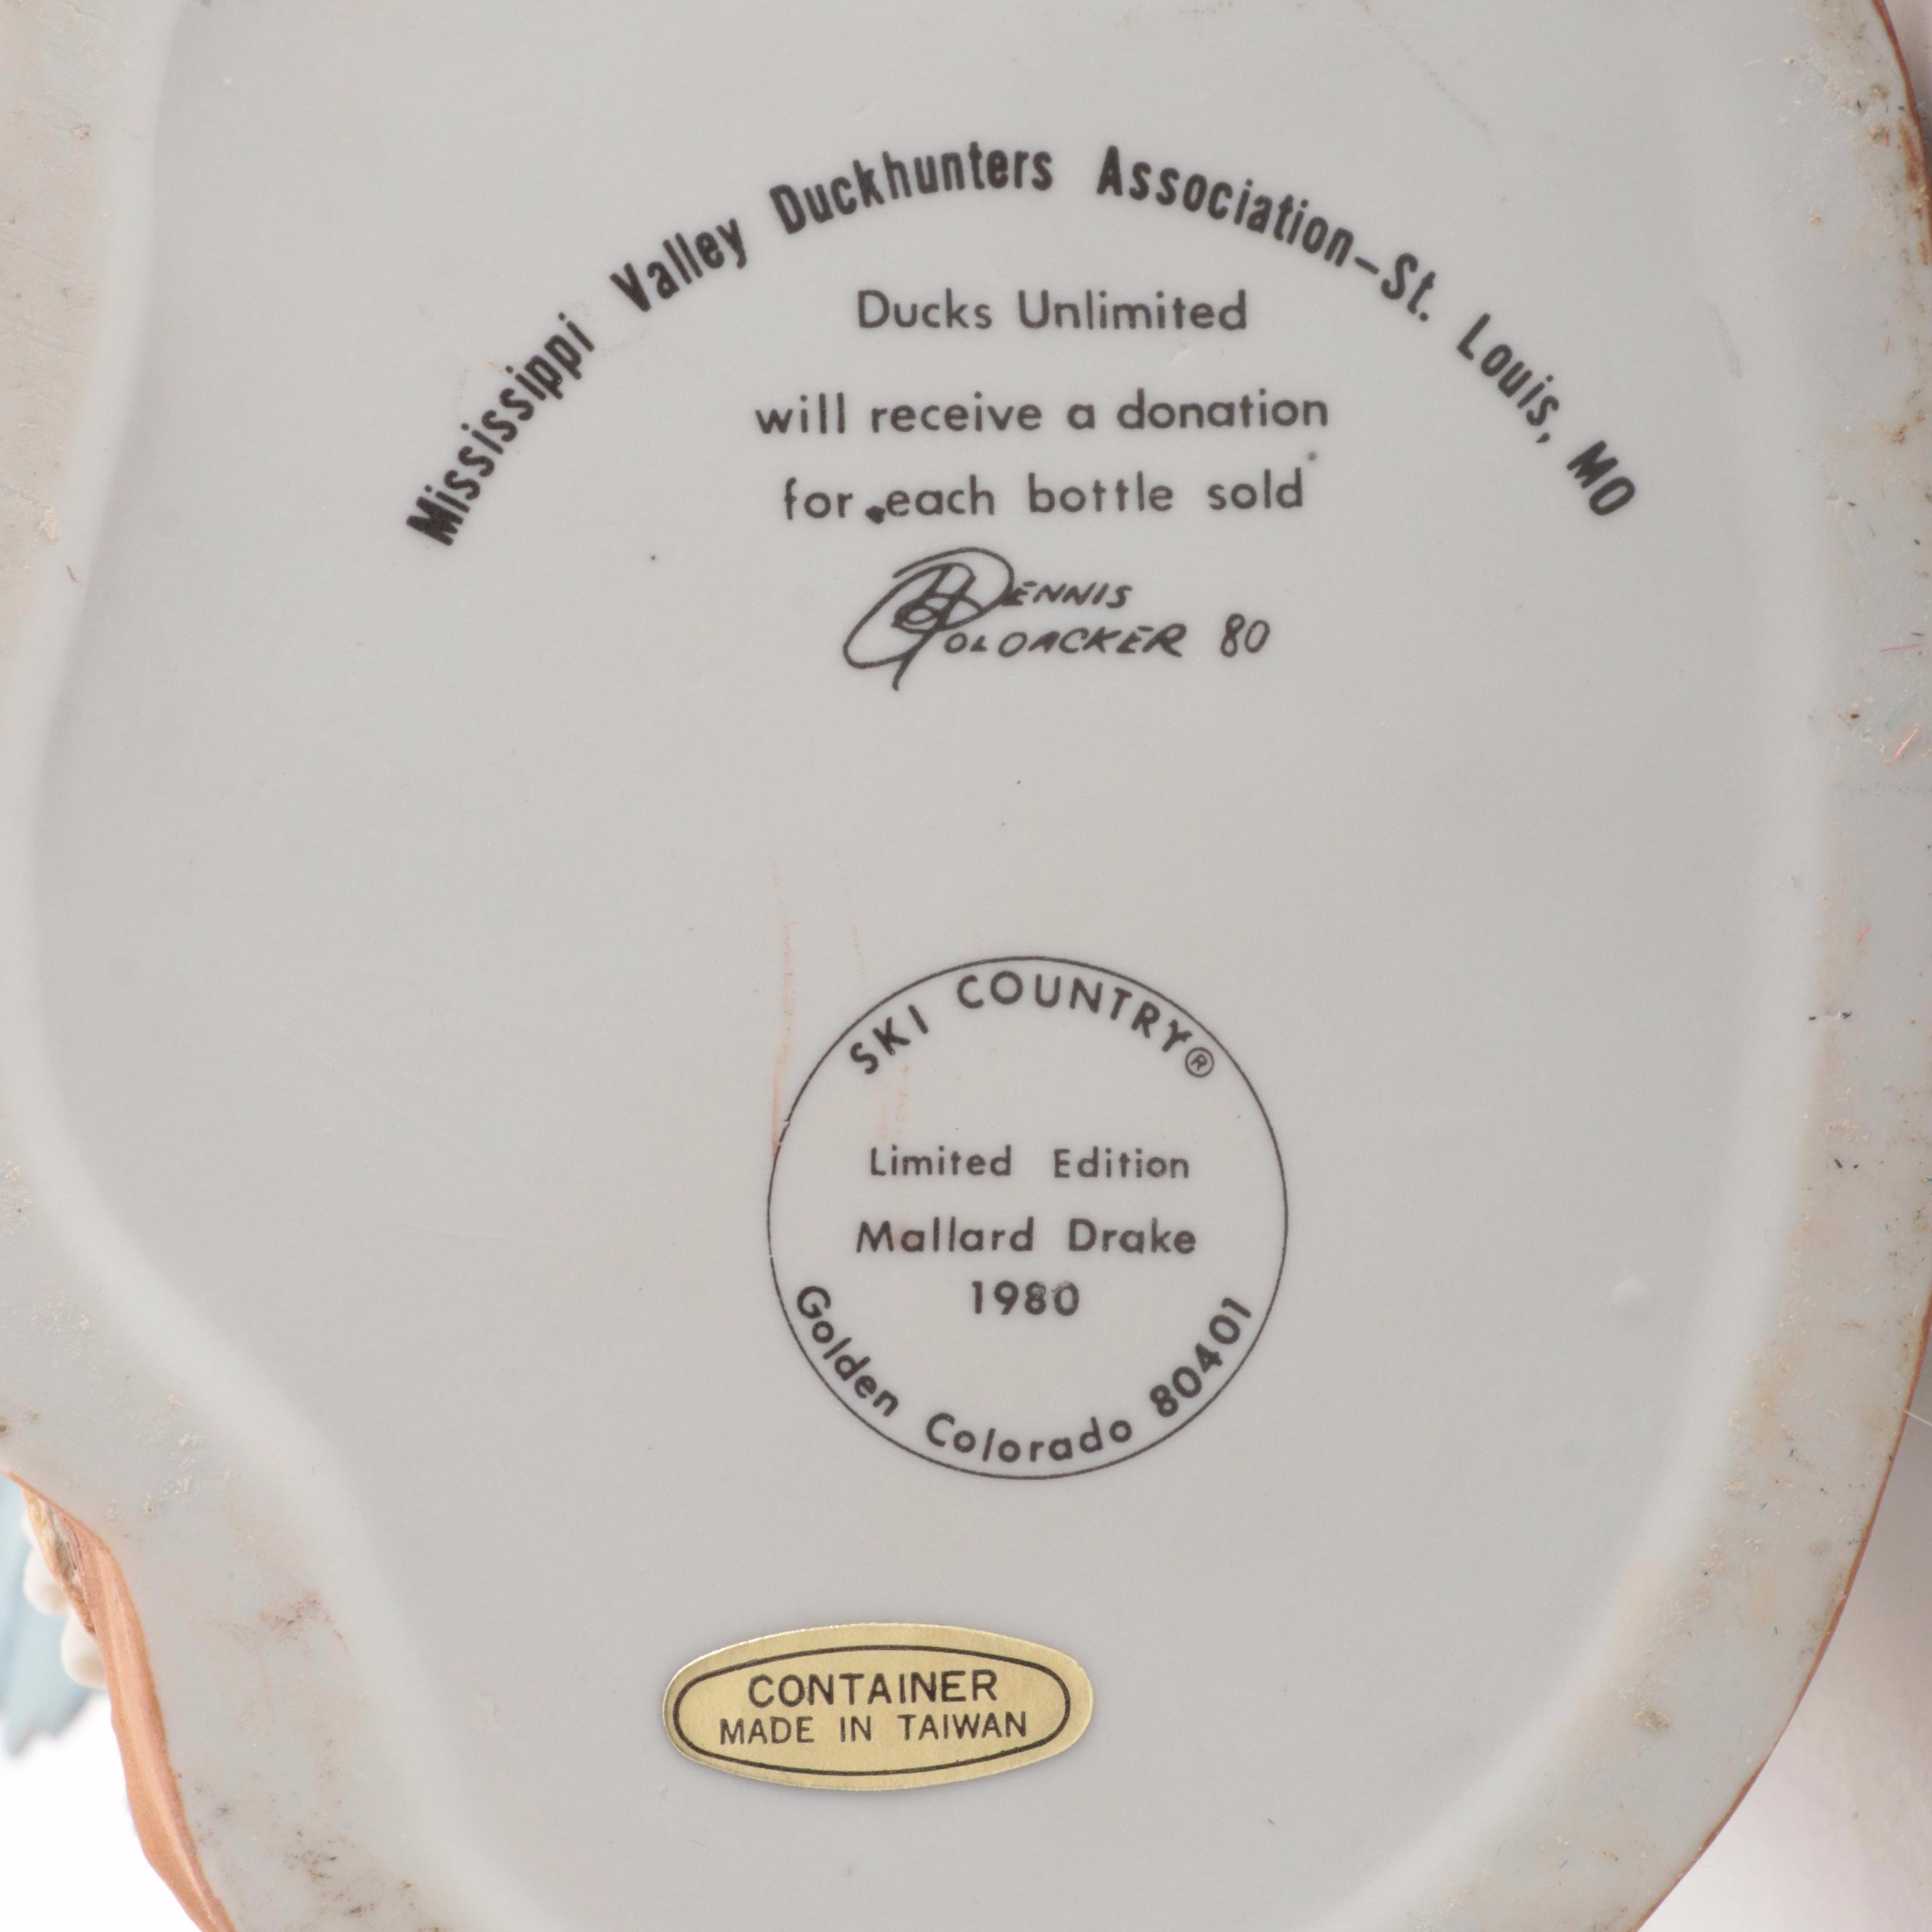 Mississippi Valley Duckhunters Association-St. Louis, MO
Ducks Unlimited
will receive a donation
for each bottle sold
DENNIS
GOLDACKER 80
SKI COUNTRY®
Limited Edition
Mallard Drake
1980
Golden Colorado 80401
CONTAINER
MADE IN TAIWAN